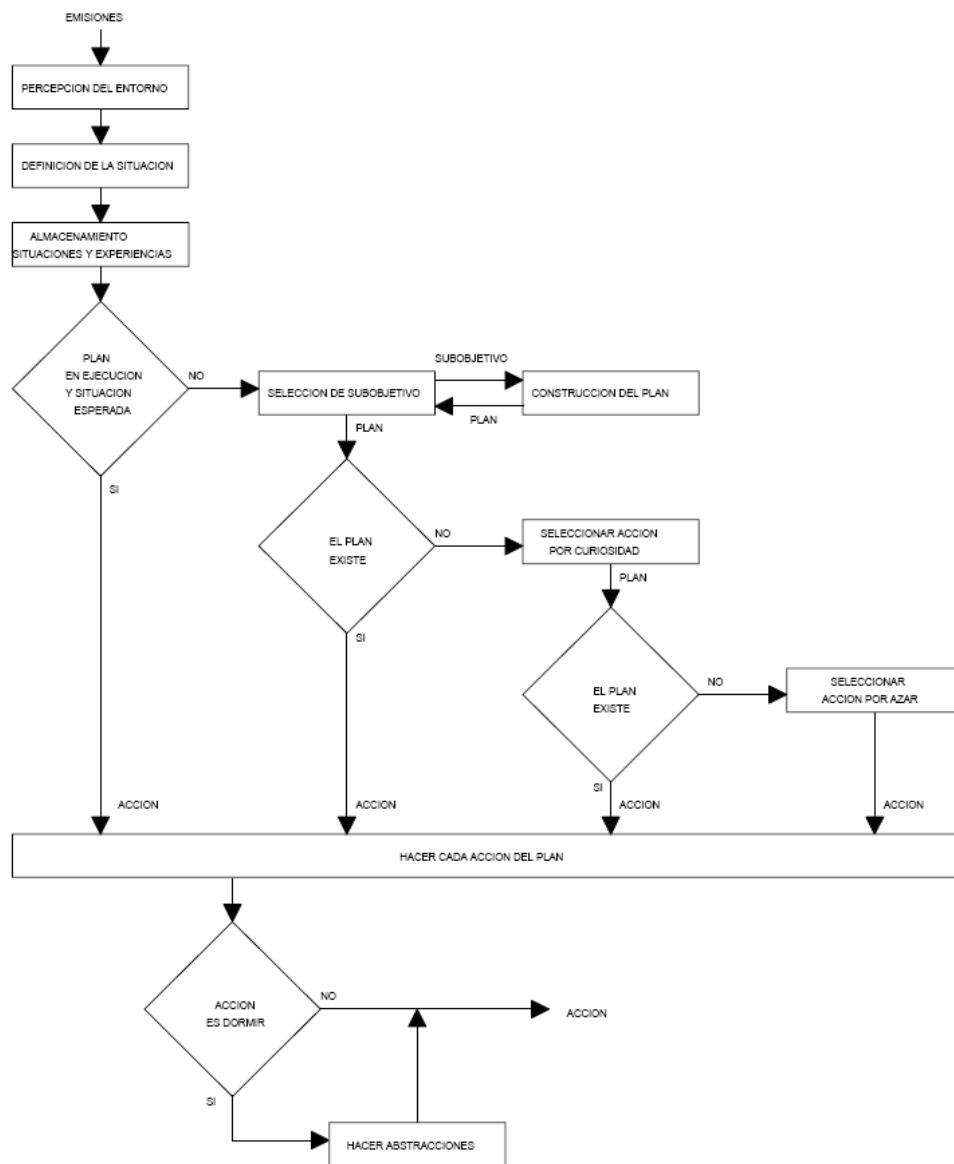 EMISIONES
PERCEPCION DEL ENTORNO
DEFINICION DE LA SITUACION
ALMACENAMIENTO
SITUACIONES Y EXPERIENCIAS
PLAN
EN EJECUCION
Y SITUACION
ESPERADA
NO
SI
SELECCION DE SUBOBJETIVO
SUBOBJETIVO
CONSTRUCCION DEL PLAN
PLAN
PLAN
EL PLAN
EXISTE
NO
SI
SELECCIONAR ACCION
POR CURIOSIDAD
PLAN
EL PLAN
EXISTE
NO
SI
SELECCIONAR
ACCION POR AZAR
ACCION
ACCION
ACCION
ACCION
HACER CADA ACCION DEL PLAN
ACCION
ES DORMIR
NO
ACCION
SI
HACER ABSTRACCIONES